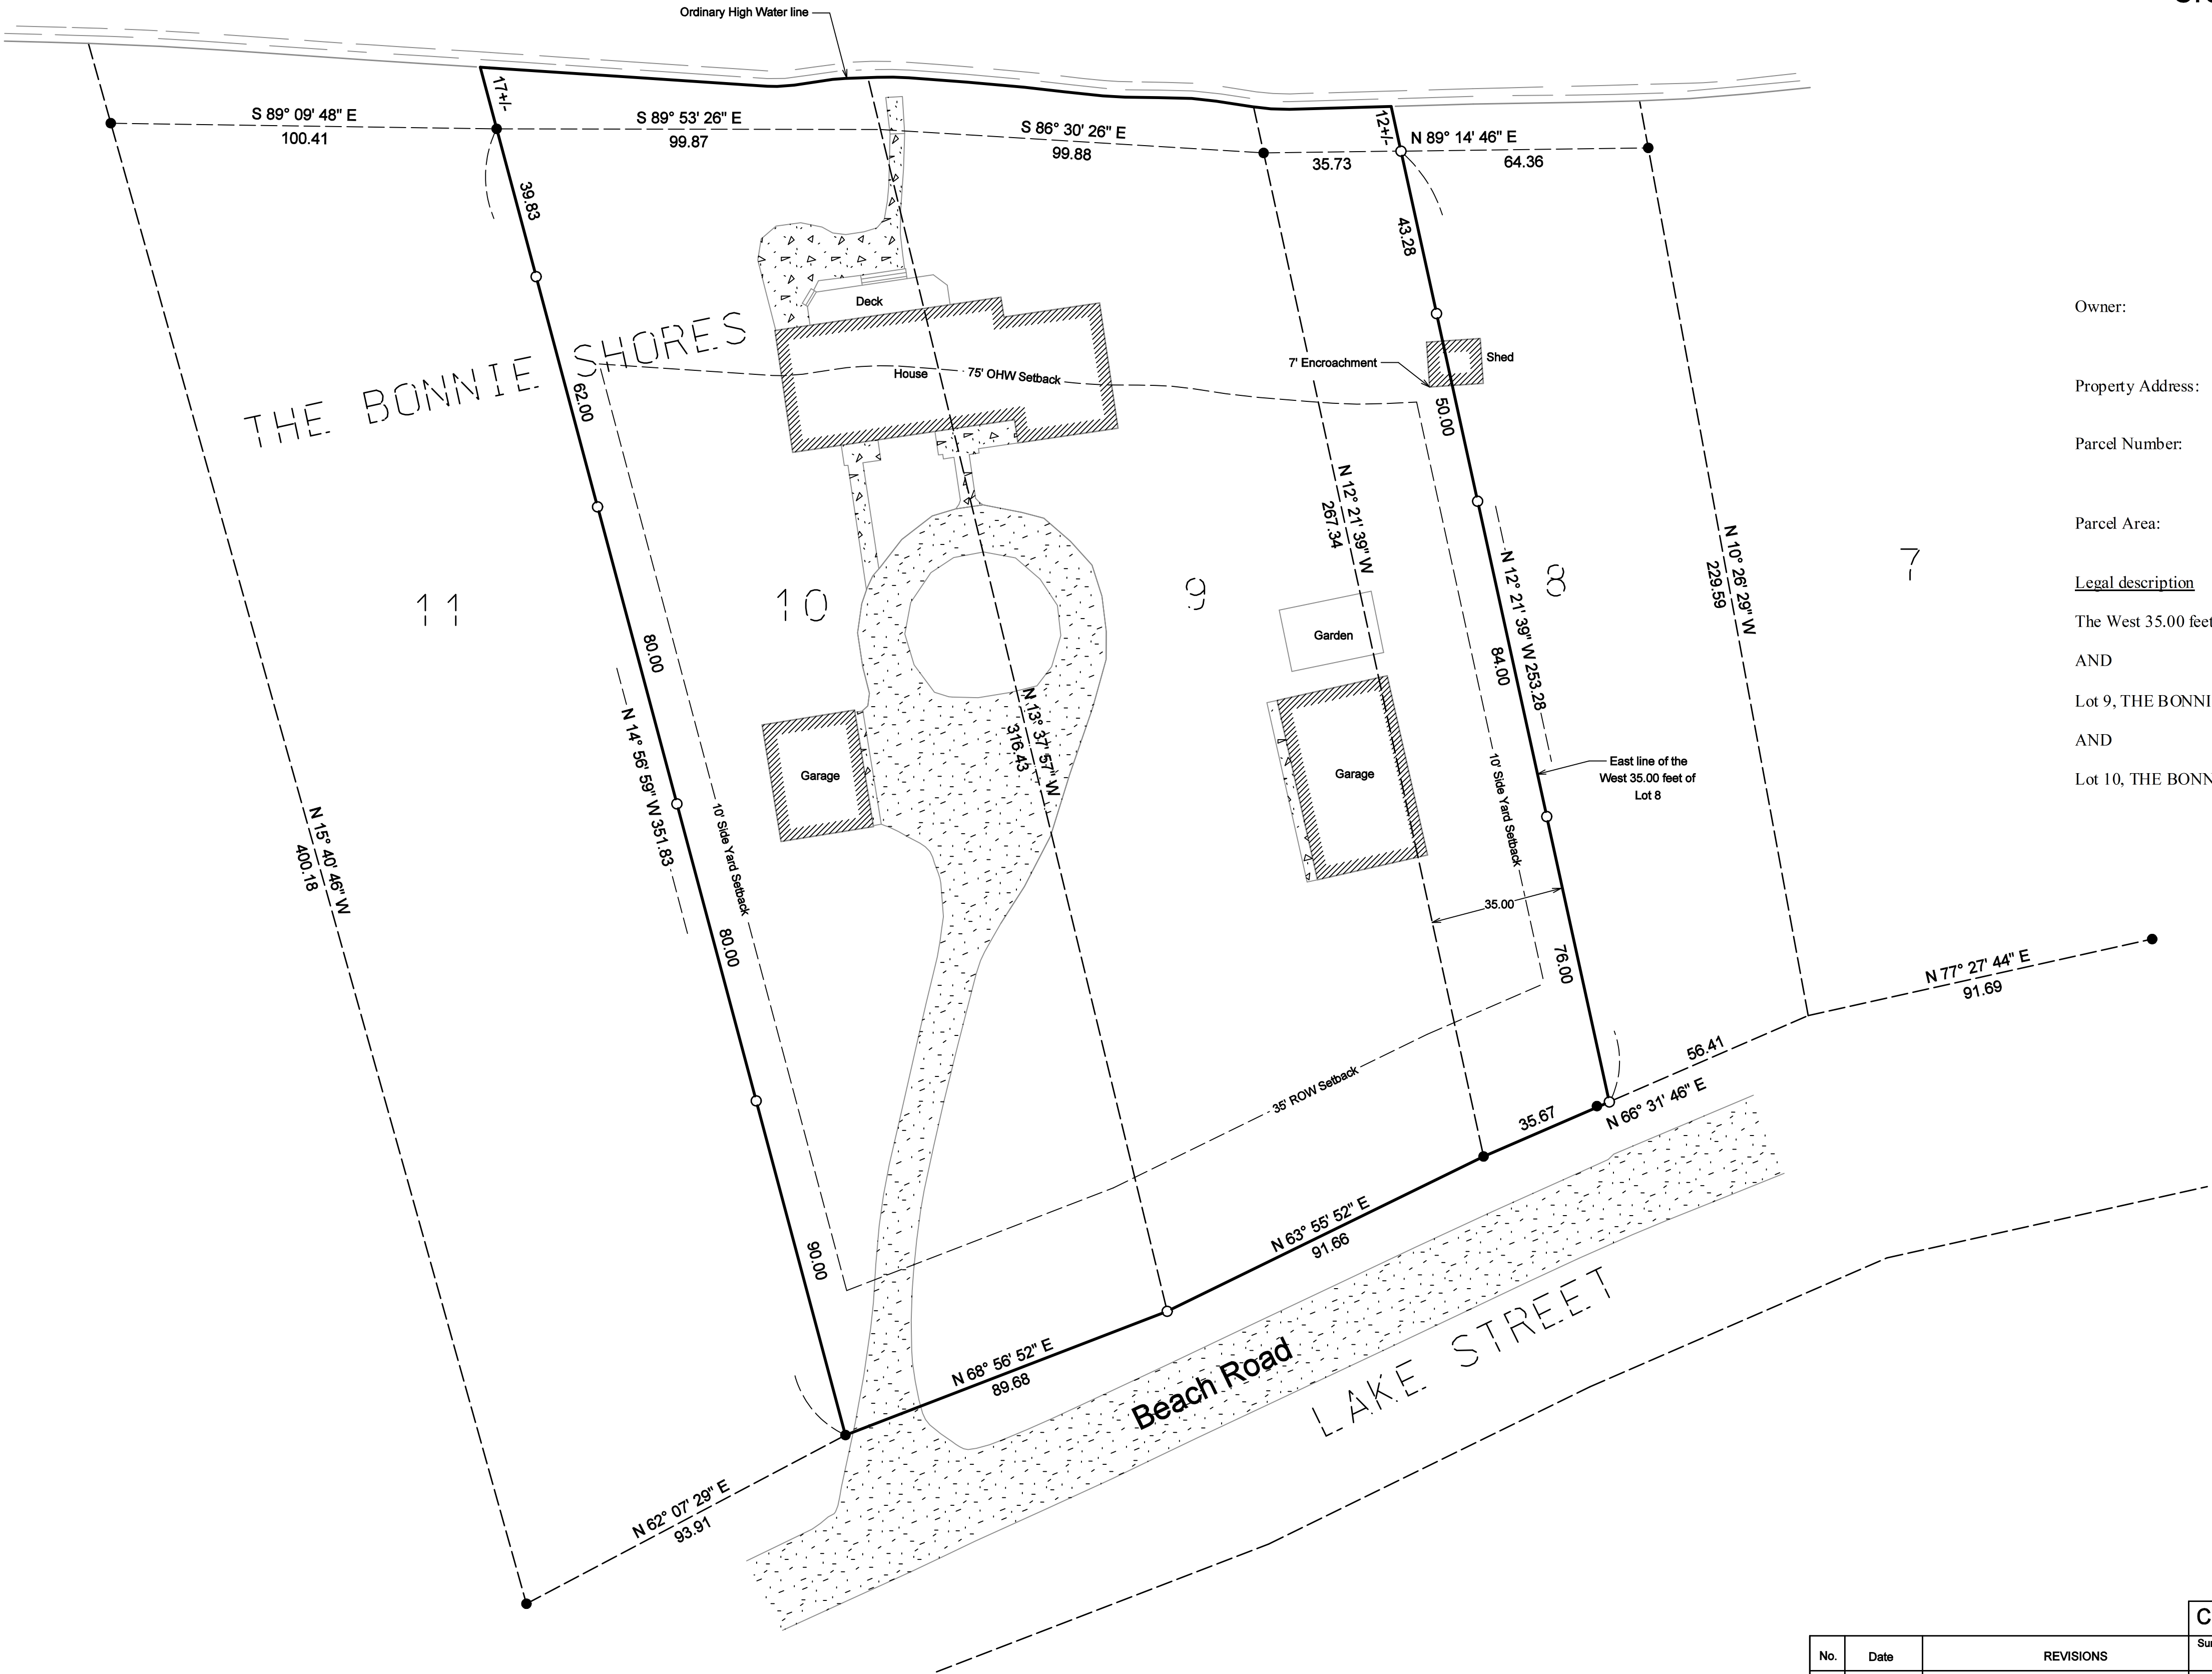 Ordinary High Water line
17+/-
S 89° 09' 48" E
100.41
S 89° 53' 26" E
99.87
S 86° 30' 26" E
99.88
12+/-
35.73
N 89° 14' 46" E
64.36
39.83
43.28
Deck
THE BONNIE SHORES
House
75' OHW Setback
7' Encroachment
Shed
62.00
50.00
N 12° 21' 39" W
267.34
N 12° 21' 39" W 253.28
N 10° 26' 29" W
229.59
11
10
9
8
7
80.00
84.00
Garden
N 14° 56' 59" W 351.83
10' Side Yard Setback
Garage
N 13° 37' 57" W
316.43
Garage
10' Side Yard Setback
East line of the
West 35.00 feet of
Lot 8
N 15° 40' 46" W
400.18
80.00
35.00
76.00
N 77° 27' 44" E
91.69
56.41
N 66° 31' 46" E
35.67
35' ROW Setback
90.00
N 63° 55' 52" E
91.66
N 68° 56' 52" E
89.68
Beach Road
LAKE STREET
N 62° 07' 29" E
93.91
Owner:
Property Address:
Parcel Number:
Parcel Area:
Legal description
The West 35.00 feet
AND
Lot 9, THE BONNI
AND
Lot 10, THE BONN
C
Sur
No.
Date
REVISIONS